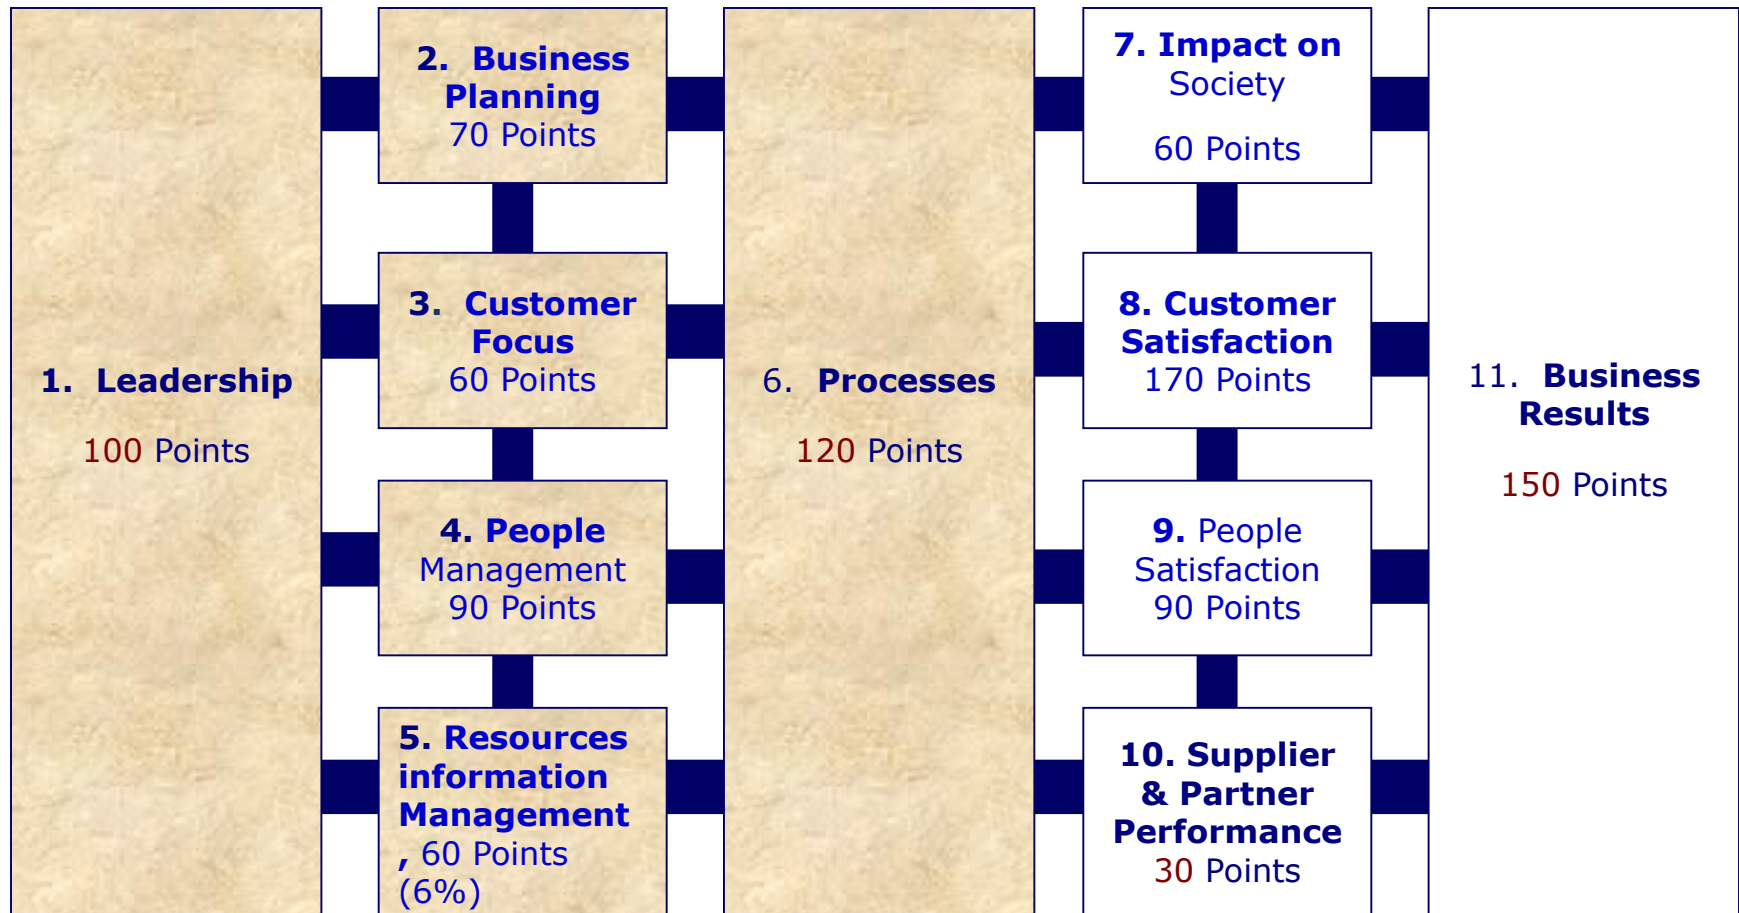 1. Leadership
100 Points
2. Business
Planning
70 Points
3. Customer
Focus
60 Points
4. People
Management
90 Points
5. Resources
information
Management
, 60 Points
(6%)
6. Processes
120 Points
7. Impact on
Society
60 Points
8. Customer
Satisfaction
170 Points
9. People
Satisfaction
90 Points
10. Supplier
& Partner
Performance
30 Points
11. Business
Results
150 Points